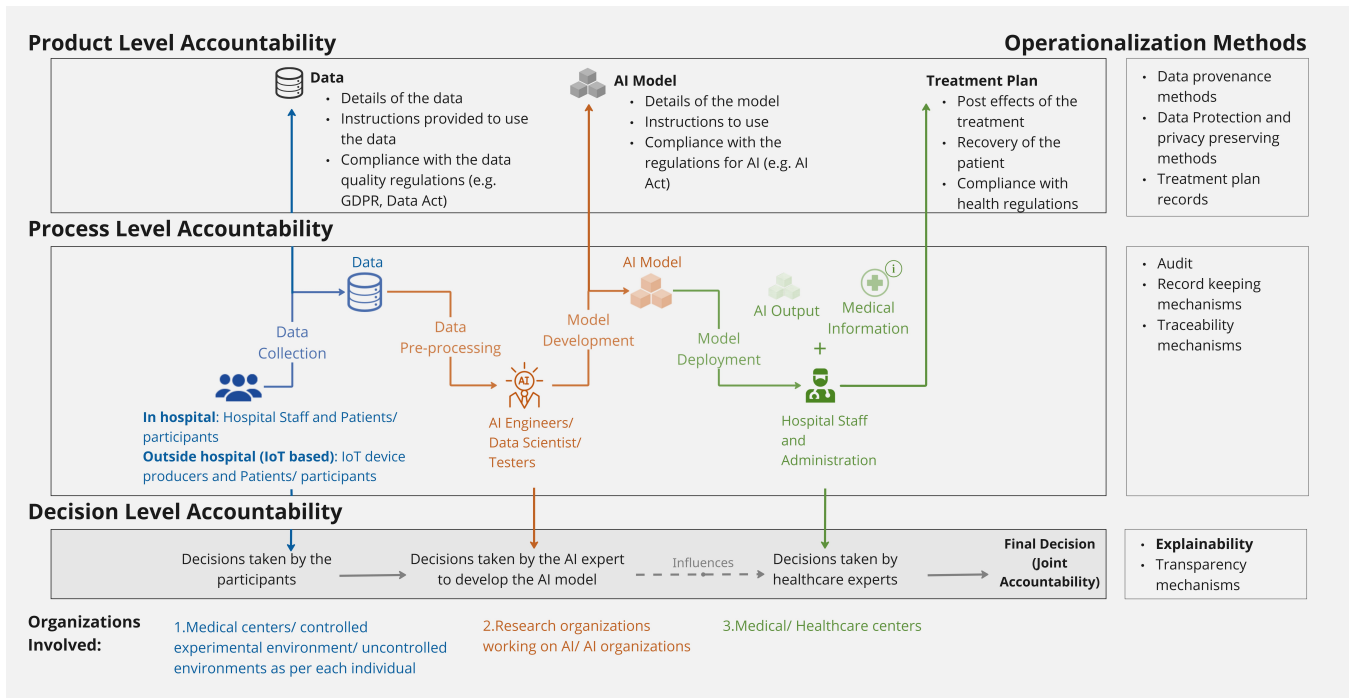 Product Level Accountability
Operationalization Methods
Data
• Details of the data
• Instructions provided to use
the data
• Compliance with the data
quality regulations (e.g.
GDPR, Data Act)
AI Model
• Details of the model
• Instructions to use
• Compliance with the
regulations for AI (e.g. AI
Act)
Treatment Plan
• Post effects of the
treatment
• Recovery of the
patient
• Compliance with
health regulations
• Data provenance
methods
• Data Protection and
privacy preserving
methods
• Treatment plan
records
Process Level Accountability
Data
Data
Collection
In hospital: Hospital Staff and Patients/
participants
Outside hospital (IoT based): IoT device
producers and Patients/ participants
Data
Pre-processing
AI
AI Engineers/
Data Scientist/
Testers
Model
Development
AI Model
Model
Deployment
AI Output
i
Medical
Information
+
Hospital Staff
and
Administration
• Audit
• Record keeping
mechanisms
• Traceability
mechanisms
Decision Level Accountability
Decisions taken by the
participants
Decisions taken by the AI expert
to develop the AI model
Influences
Decisions taken by
healthcare experts
Final Decision
(Joint
Accountability)
• Explainability
• Transparency
mechanisms
Organizations
Involved:
1.Medical centers/ controlled
experimental environment/ uncontrolled
environments as per each individual
2.Research organizations
working on AI/ AI organizations
3.Medical/ Healthcare centers